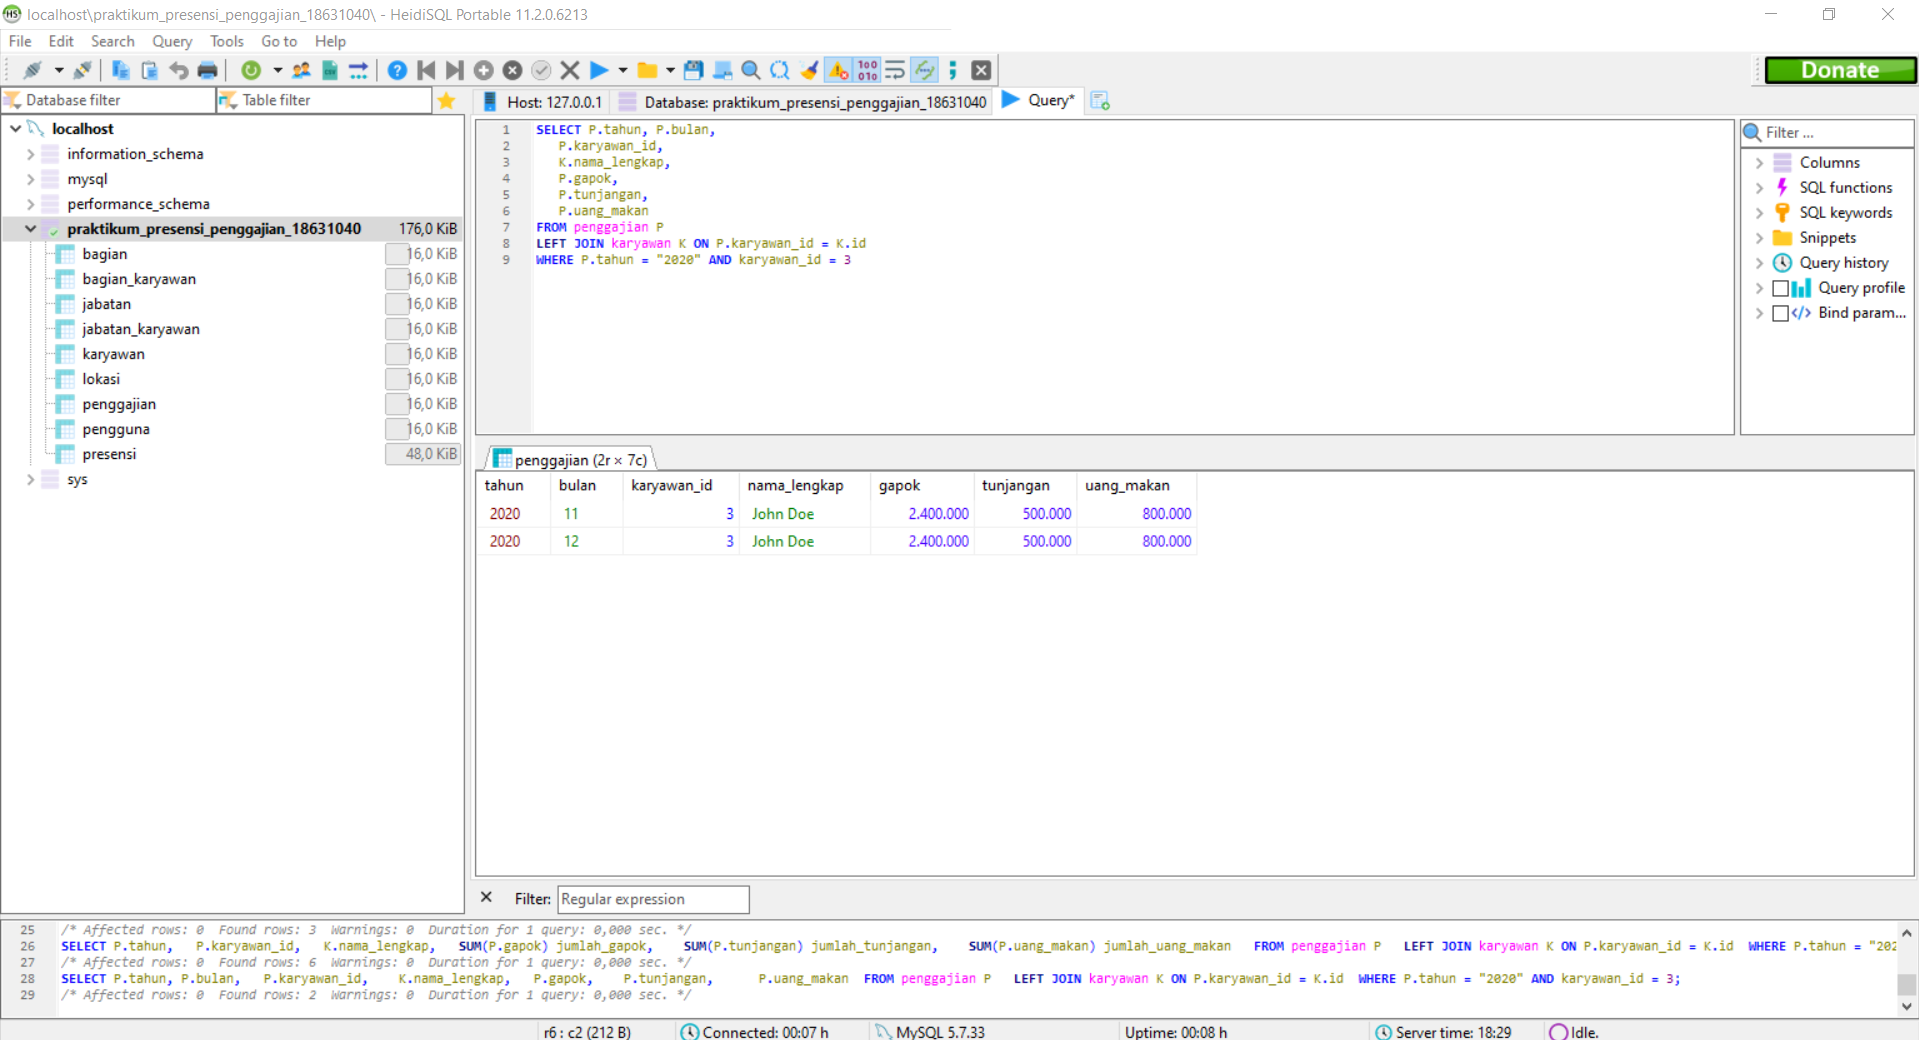 localhost\praktikum_presensi_penggajian_18631040\ - HeidiSQL Portable 11.2.0.6213
File Edit Search Query Tools Go to Help
Donate
Database filter Table filter
Host: 127.0.0.1 Database: praktikum_presensi_penggajian_18631040 Query*
localhost
information_schema
mysql
performance_schema
praktikum_presensi_penggajian_18631040 176,0 KiB
bagian 16,0 KiB
bagian_karyawan 16,0 KiB
jabatan 16,0 KiB
jabatan_karyawan 16,0 KiB
karyawan 16,0 KiB
lokasi 16,0 KiB
penggajian 16,0 KiB
pengguna 16,0 KiB
presensi 48,0 KiB
sys
1 SELECT P.tahun, P.bulan,
2 P.karyawan_id,
3 K.nama_lengkap,
4 P.gapok,
5 P.tunjangan,
6 P.uang_makan
7 FROM penggajian P
8 LEFT JOIN karyawan K ON P.karyawan_id = K.id
9 WHERE P.tahun = "2020" AND karyawan_id = 3
Filter ...
Columns
SQL functions
SQL keywords
Snippets
Query history
Query profile
Bind param...
penggajian (2r × 7c)
tahun bulan karyawan_id nama_lengkap gapok tunjangan uang_makan
2020 11 3 John Doe 2.400.000 500.000 800.000
2020 12 3 John Doe 2.400.000 500.000 800.000
Filter: Regular expression
25 /* Affected rows: 0 Found rows: 3 Warnings: 0 Duration for 1 query: 0,000 sec. */
26 SELECT P.tahun, P.karyawan_id, K.nama_lengkap, SUM(P.gapok) jumlah_gapok, SUM(P.tunjangan) jumlah_tunjangan, SUM(P.uang_makan) jumlah_uang_makan FROM penggajian P LEFT JOIN karyawan K ON P.karyawan_id = K.id WHERE P.tahun = "202
27 /* Affected rows: 0 Found rows: 6 Warnings: 0 Duration for 1 query: 0,000 sec. */
28 SELECT P.tahun, P.bulan, P.karyawan_id, K.nama_lengkap, P.gapok, P.tunjangan, P.uang_makan FROM penggajian P LEFT JOIN karyawan K ON P.karyawan_id = K.id WHERE P.tahun = "2020" AND karyawan_id = 3;
29 /* Affected rows: 0 Found rows: 2 Warnings: 0 Duration for 1 query: 0,000 sec. */
r6 : c2 (212 B) Connected: 00:07 h MySQL 5.7.33 Uptime: 00:08 h Server time: 18:29 Idle.